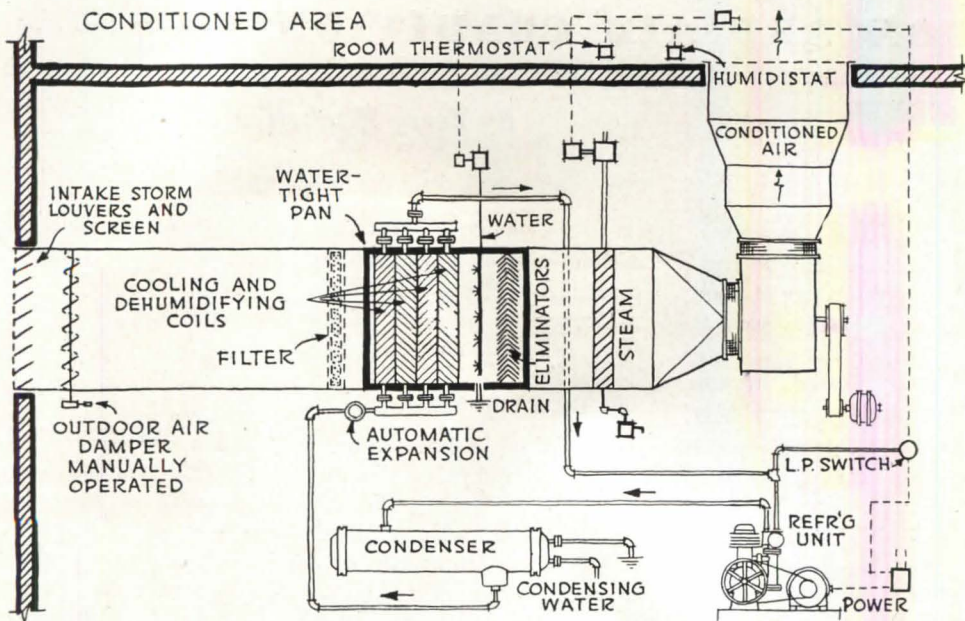 CONDITIONED AREA
ROOM THERMOSTAT
HUMIDISTAT
CONDITIONED
AIR
INTAKE STORM
LOUVERS AND
SCREEN
WATER-
TIGHT
PAN
WATER
COOLING AND
DEHUMIDIFYING
COILS
FILTER
ELIMINATORS
STEAM
DRAIN
OUTDOOR AIR
DAMPER
MANUALLY
OPERATED
AUTOMATIC
EXPANSION
L.P. SWITCH
REFR'G
UNIT
CONDENSER
CONDENSING
WATER
POWER